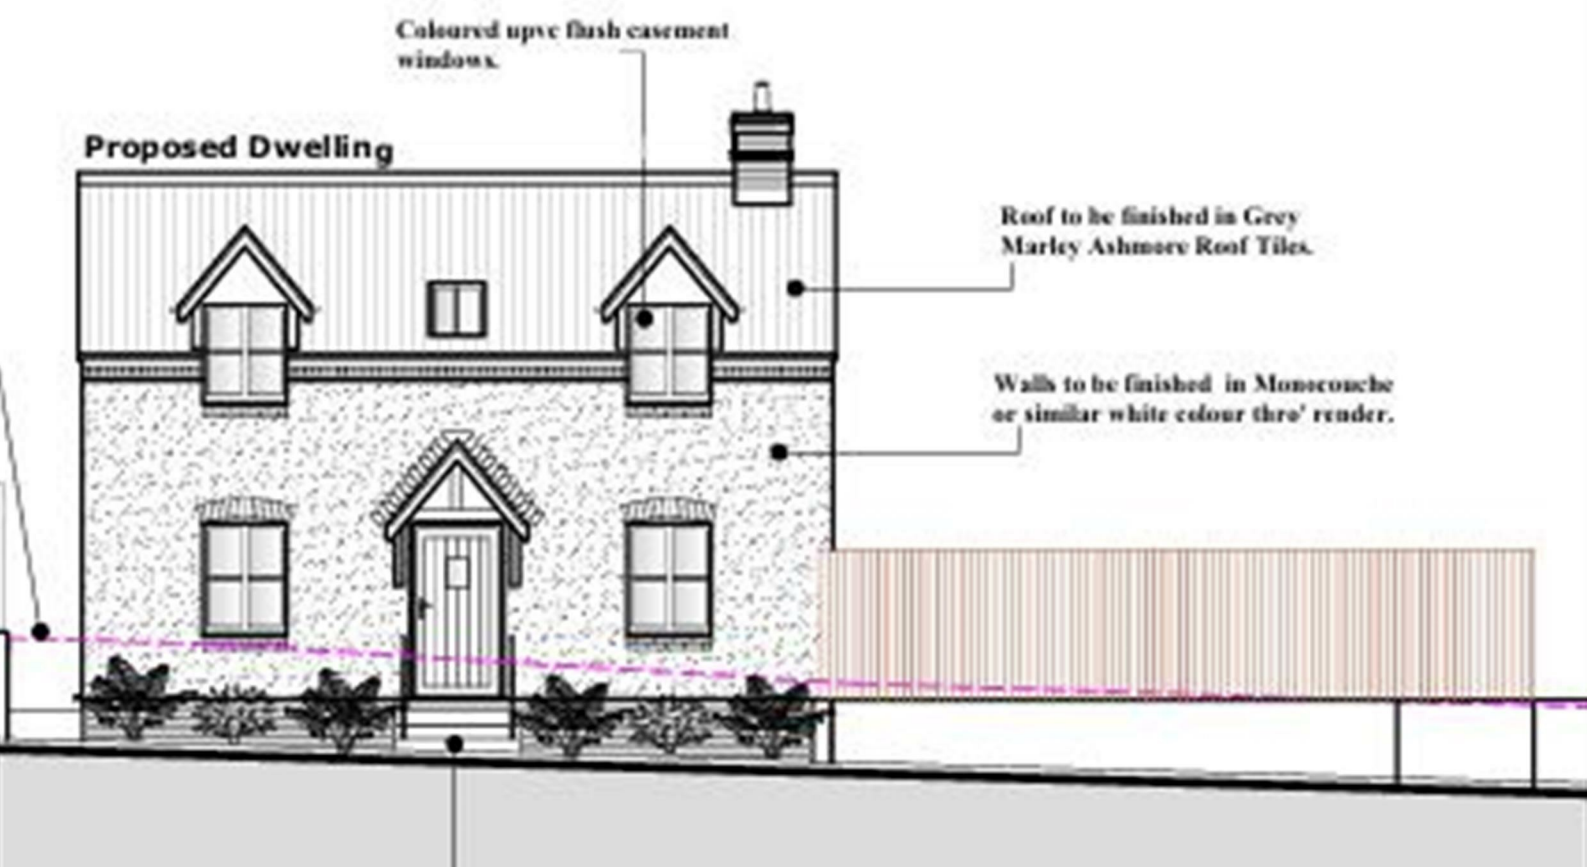 Coloured upvc flush casement
windows.
Proposed Dwelling
Roof to be finished in Grey
Marley Ashmore Roof Tiles.
Walls to be finished in Monocouche
or similar white colour thro' render.